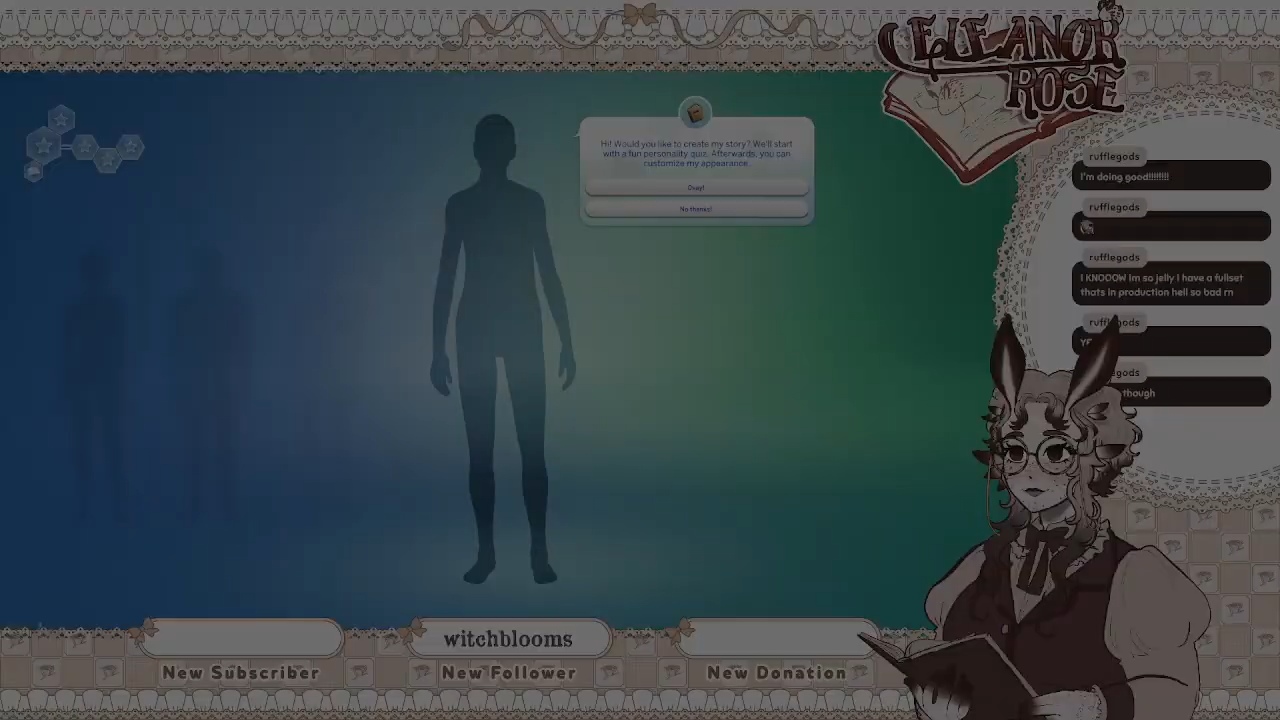 ELEANOR
ROSE
Hi! Would you like to create my story? We'll start
with a fun personality quiz. Afterwards, you can
customize my appearance.
Okay!
No thanks!
rufflegods
I'm doing good!!!!!!!!
rufflegods
rufflegods
I KNOOOW Im so jelly I have a fullset
thats in production hell so bad rn
though
witchblooms
New Subscriber
New Follower
New Donation